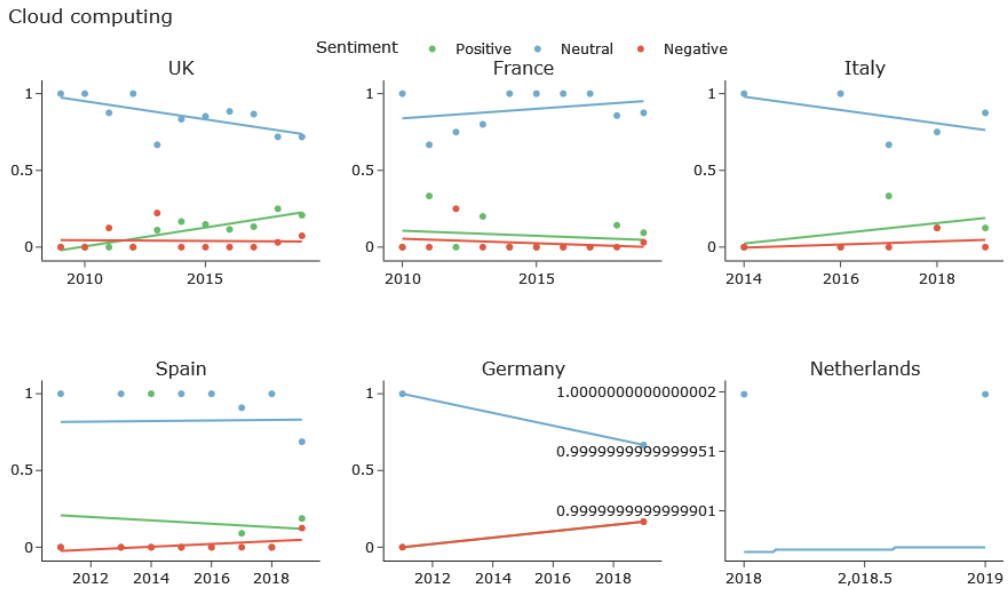 Cloud computing
Sentiment Positive Neutral Negative
UK France Italy
1 1 1
0.5 0.5 0.5
0 0 0
2010 2015 2010 2015 2014 2016 2018
Spain Germany Netherlands
1 1 1.0000000000000002
0.5 0.5 0.9999999999999951
0 0 0.9999999999999901
2012 2014 2016 2018 2012 2014 2016 2018 2018 2,018.5 2019